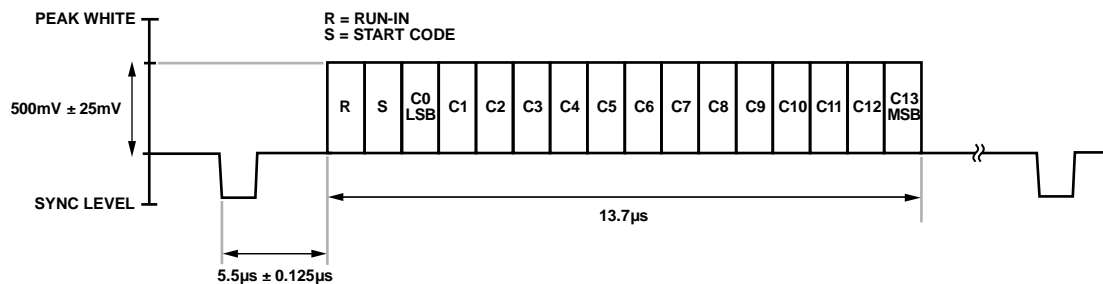 PEAK WHITE
R = RUN-IN
S = START CODE
500mV ± 25mV
R
S
C0
LSB
C1
C2
C3
C4
C5
C6
C7
C8
C9
C10
C11
C12
C13
MSB
SYNC LEVEL
13.7µs
5.5µs ± 0.125µs